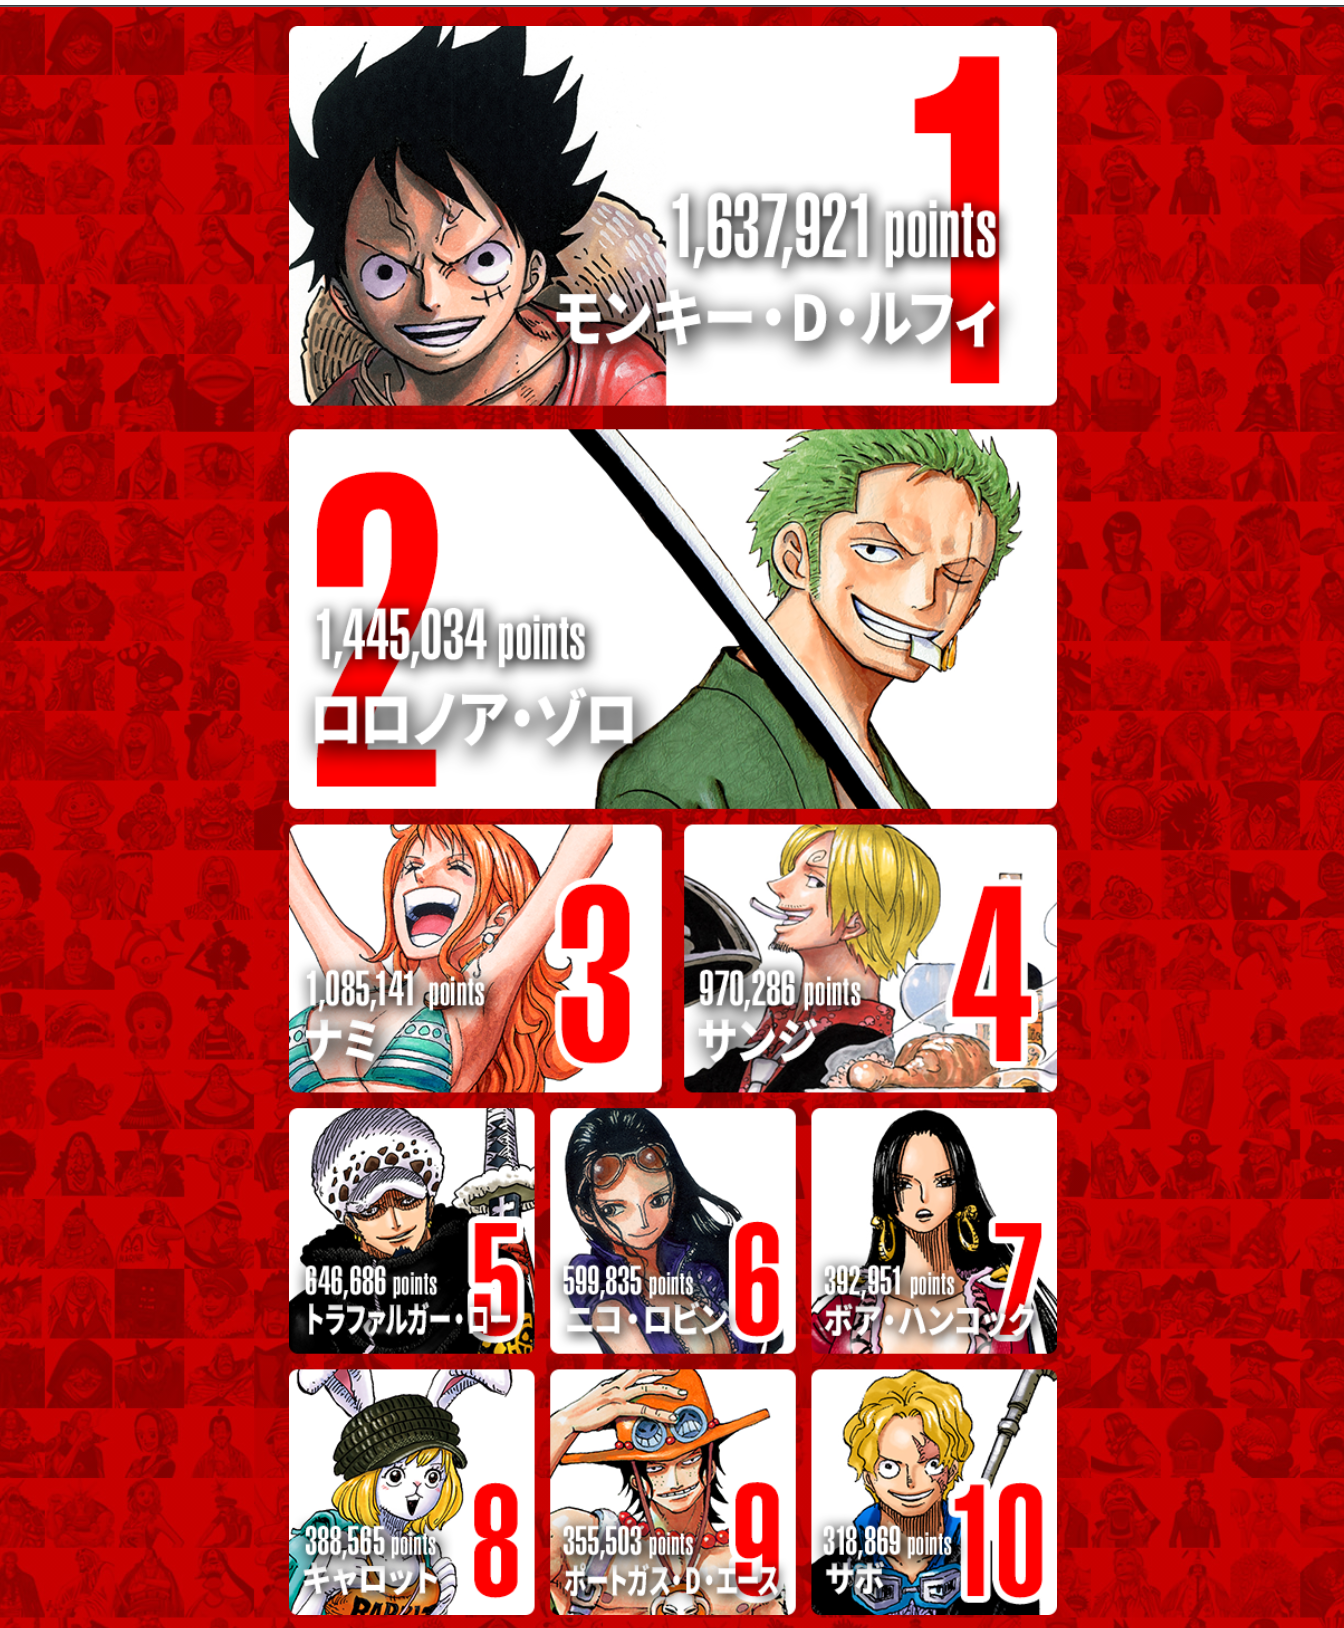 1
1,637,921 points
モンキー・D・ルフィ
2
1,445,034 points
ロロノア・ゾロ
3
1,085,141 points
ナミ
4
970,286 points
サンジ
5
646,686 points
トラファルガー・ロー
6
599,835 points
ニコ・ロビン
7
392,951 points
ボア・ハンコック
8
388,565 points
キャロット
9
355,503 points
ポートガス・D・エース
10
318,869 points
サボ